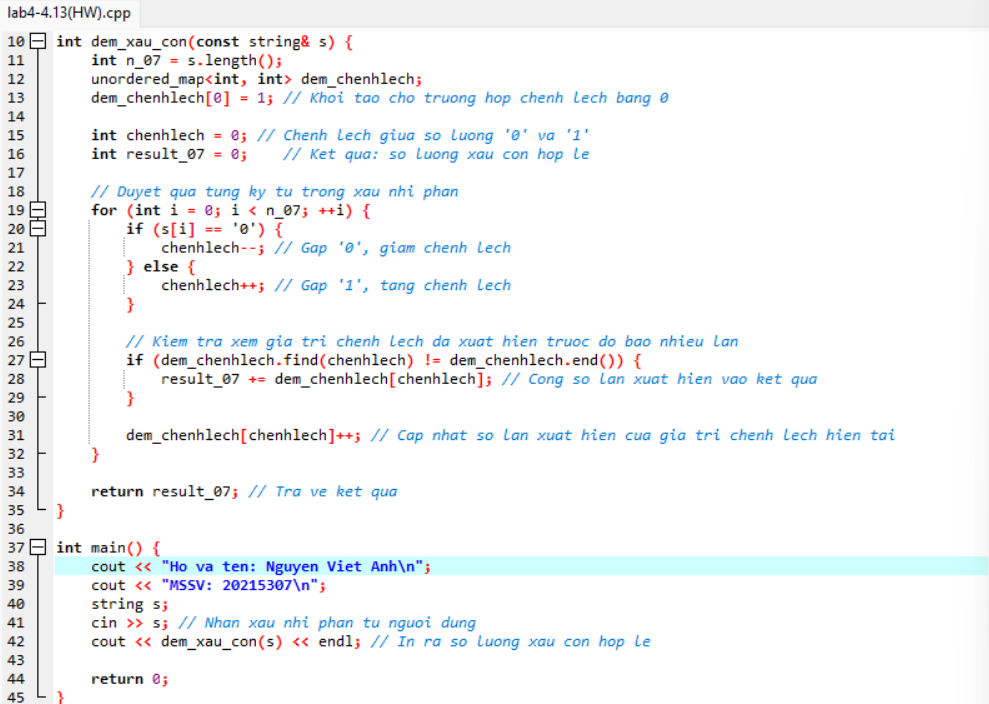 lab4-4.13(HW).cpp
10 int dem_xau_con(const string& s) {
11     int n_07 = s.length();
12     unordered_map<int, int> dem_chenhlech;
13     dem_chenhlech[0] = 1; // Khoi tao cho truong hop chenh lech bang 0
14
15     int chenhlech = 0; // Chenh lech giua so luong '0' va '1'
16     int result_07 = 0;    // Ket qua: so luong xau con hop le
17
18     // Duyet qua tung ky tu trong xau nhi phan
19     for (int i = 0; i < n_07; ++i) {
20         if (s[i] == '0') {
21             chenhlech--; // Gap '0', giam chenh lech
22         } else {
23             chenhlech++; // Gap '1', tang chenh lech
24         }
25
26         // Kiem tra xem gia tri chenh lech da xuat hien truoc do bao nhieu lan
27         if (dem_chenhlech.find(chenhlech) != dem_chenhlech.end()) {
28             result_07 += dem_chenhlech[chenhlech]; // Cong so lan xuat hien vao ket qua
29         }
30
31         dem_chenhlech[chenhlech]++; // Cap nhat so lan xuat hien cua gia tri chenh lech hien tai
32     }
33
34     return result_07; // Tra ve ket qua
35 }
36
37 int main() {
38     cout << "Ho va ten: Nguyen Viet Anh\n";
39     cout << "MSSV: 20215307\n";
40     string s;
41     cin >> s; // Nhan xau nhi phan tu nguoi dung
42     cout << dem_xau_con(s) << endl; // In ra so luong xau con hop le
43
44     return 0;
45 }